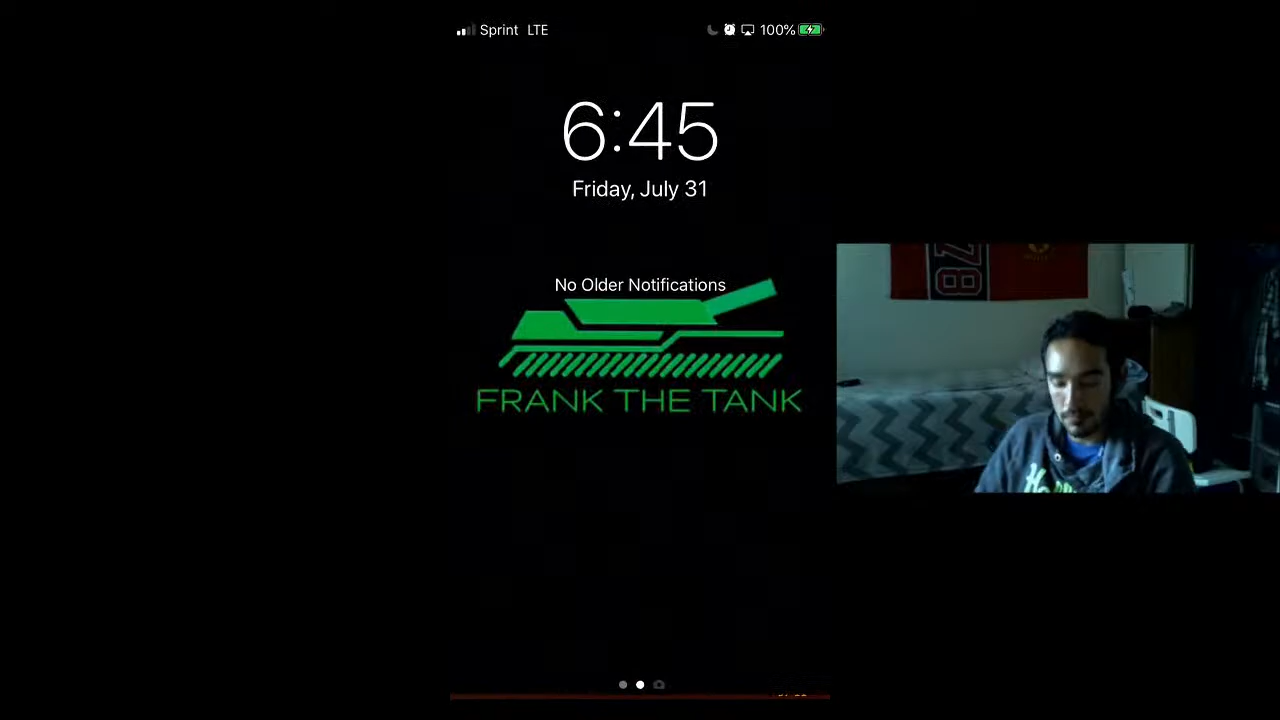 Sprint LTE 100%
6:45
Friday, July 31
No Older Notifications
FRANK THE TANK